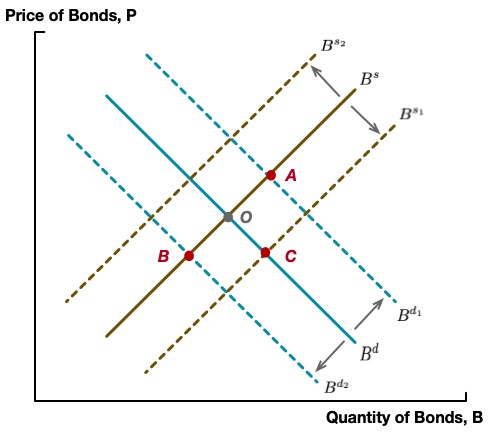 Price of Bonds, P
B^{s_2}
B^s
B^{s_1}
A
O
B
C
B^{d_1}
B^d
B^{d_2}
Quantity of Bonds, B